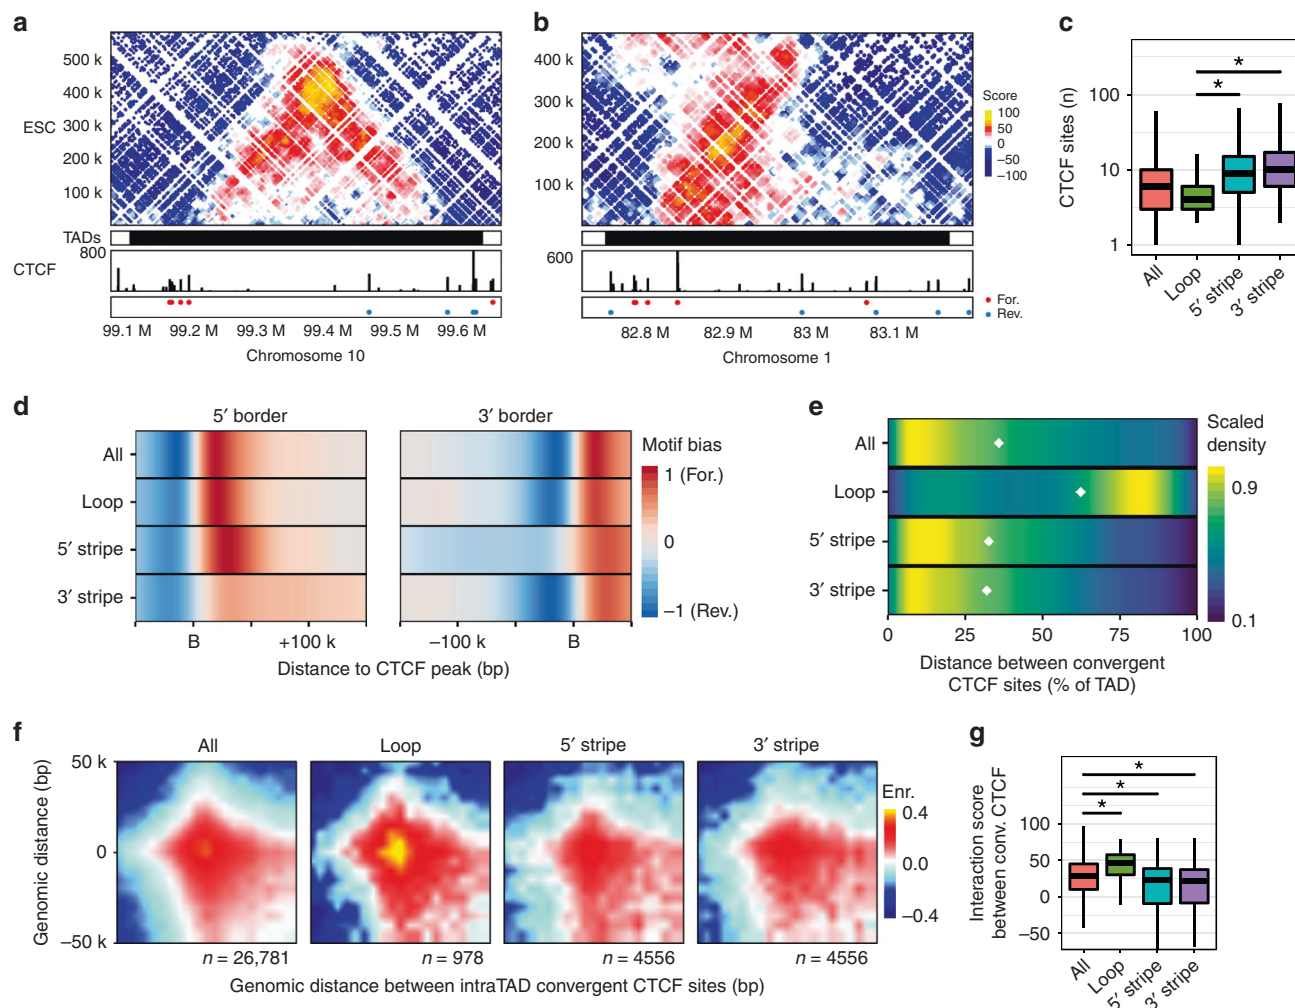 a
500 k
400 k
ESC
300 k
200 k
100 k
TADs
800
CTCF
99.1 M 99.2 M 99.3 M 99.4 M 99.5 M 99.6 M
Chromosome 10
b
400 k
300 k
200 k
100 k
600
82.8 M 82.9 M 83 M 83.1 M
Chromosome 1
Score
100
50
0
−50
−100
For.
Rev.
c
CTCF sites (n)
100
10
1
*
*
All Loop 5′ stripe 3′ stripe
d
5′ border 3′ border
All
Loop
5′ stripe
3′ stripe
B +100 k −100 k B
Distance to CTCF peak (bp)
Motif bias
1 (For.)
0
−1 (Rev.)
e
All
Loop
5′ stripe
3′ stripe
0 25 50 75 100
Distance between convergent
CTCF sites (% of TAD)
Scaled
density
0.9
0.1
f
All Loop 5′ stripe 3′ stripe
Genomic distance (bp)
50 k
0
−50 k
n = 26,781 n = 978 n = 4556 n = 4556
Genomic distance between intraTAD convergent CTCF sites (bp)
Enr.
0.4
0.0
−0.4
g
Interaction score
between conv. CTCF
100
50
0
−50
*
*
*
All Loop 5′ stripe 3′ stripe